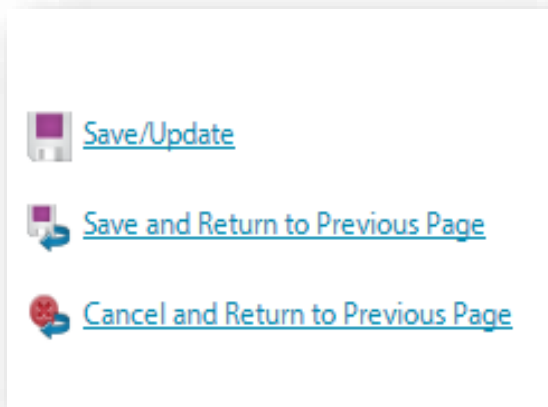 Save/Update
Save and Return to Previous Page
Cancel and Return to Previous Page